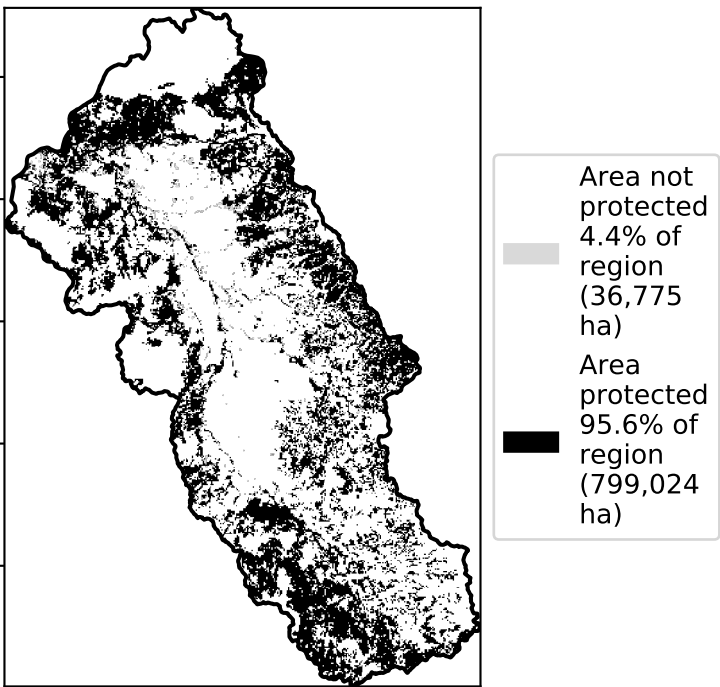 Area not
protected
4.4% of
region
(36,775
ha)
Area
protected
95.6% of
region
(799,024
ha)